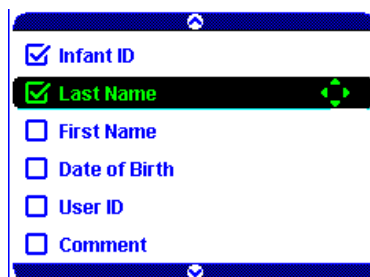 Infant ID
Last Name
First Name
Date of Birth
User ID
Comment